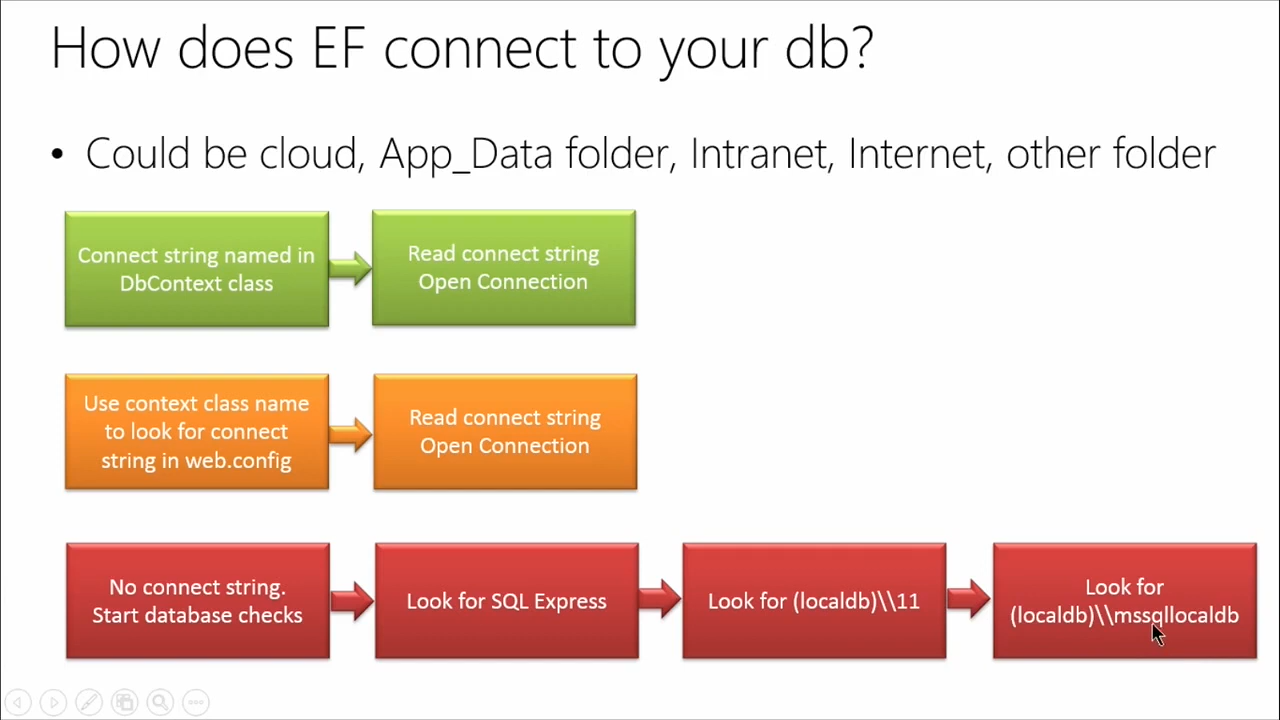 How does EF connect to your db?
• Could be cloud, App_Data folder, Intranet, Internet, other folder
Connect string named in
DbContext class
Read connect string
Open Connection
Use context class name
to look for connect
string in web.config
Read connect string
Open Connection
No connect string.
Start database checks
Look for SQL Express
Look for (localdb)\\11
Look for
(localdb)\\mssqllocaldb